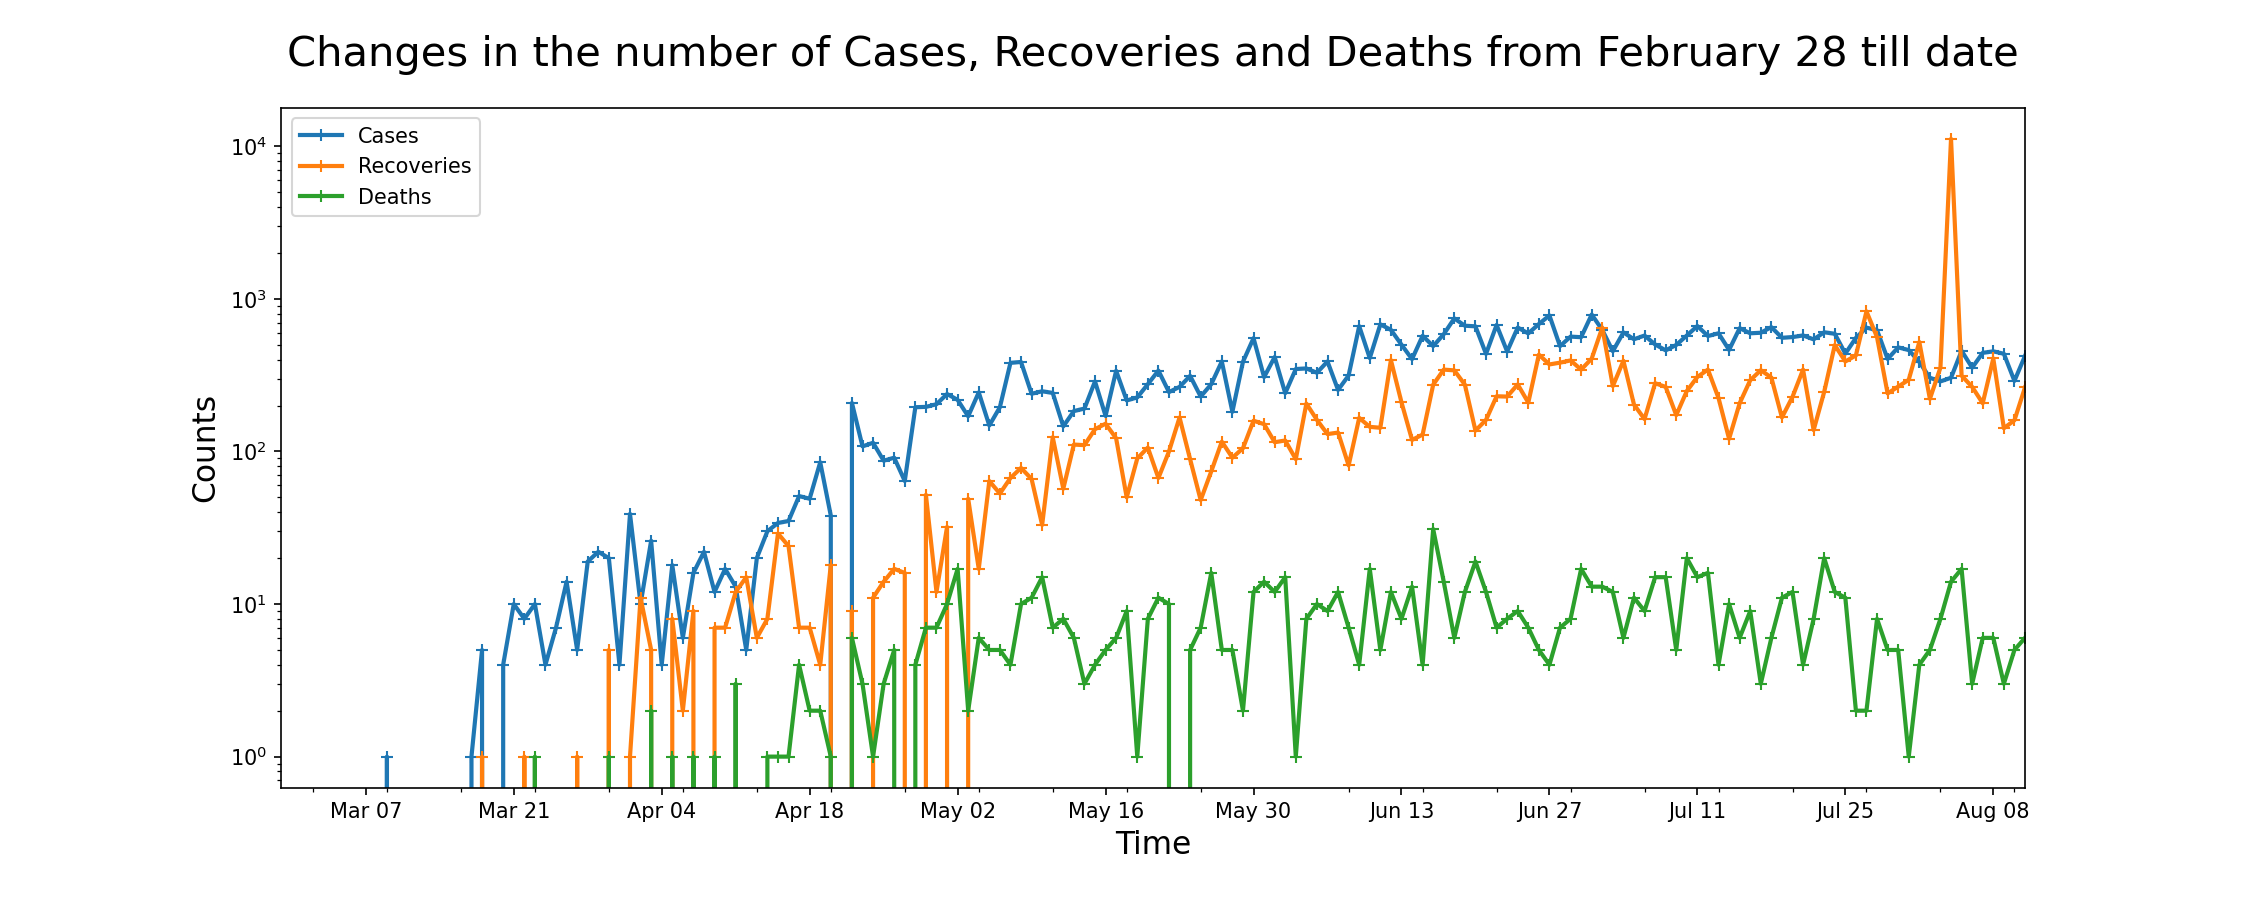 Changes in the number of Cases, Recoveries and Deaths from February 28 till date
Cases
Recoveries
Deaths
10⁴
10³
10²
10¹
10⁰
Counts
Mar 07 Mar 21 Apr 04 Apr 18 May 02 May 16 May 30 Jun 13 Jun 27 Jul 11 Jul 25 Aug 08
Time